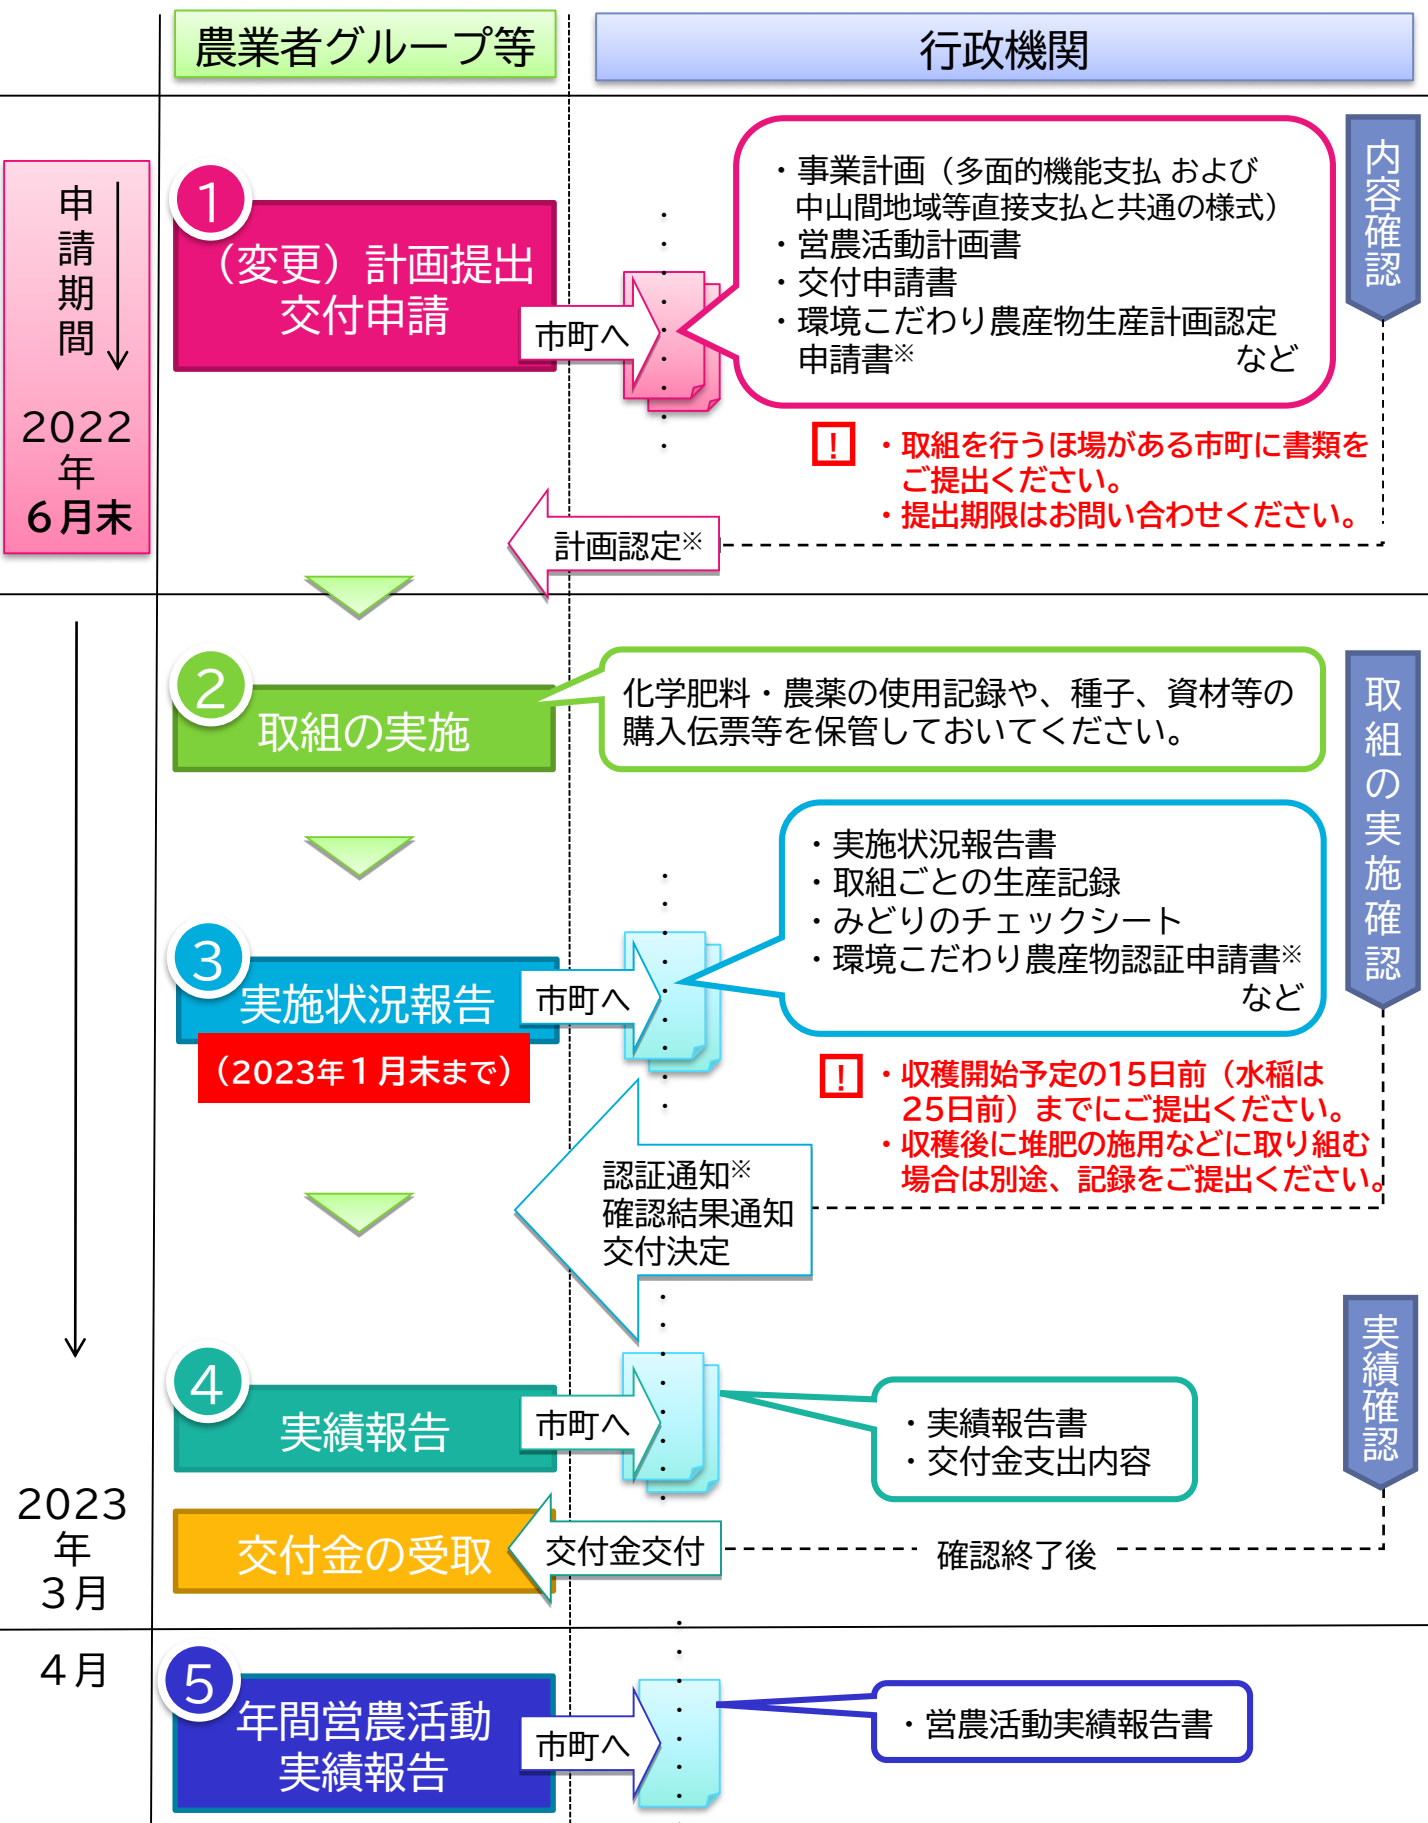 農業者グループ等
行政機関
申請期間
2022
年
６月末
1
（変更）計画提出
交付申請
市町へ
・事業計画（多面的機能支払 および
中山間地域等直接支払と共通の様式）
・営農活動計画書
・交付申請書
・環境こだわり農産物生産計画認定
申請書※ など
内容確認
! ・取組を行うほ場がある市町に書類を
ご提出ください。
・提出期限はお問い合わせください。
計画認定※
2
取組の実施
化学肥料・農薬の使用記録や、種子、資材等の
購入伝票等を保管しておいてください。
取組の実施確認
3
実施状況報告
（2023年１月末まで）
市町へ
・実施状況報告書
・取組ごとの生産記録
・みどりのチェックシート
・環境こだわり農産物認証申請書※
など
! ・収穫開始予定の15日前（水稲は
25日前）までにご提出ください。
・収穫後に堆肥の施用などに取り組む
場合は別途、記録をご提出ください。
認証通知※
確認結果通知
交付決定
4
実績報告
市町へ
・実績報告書
・交付金支出内容
実績確認
2023
年
３月
交付金の受取
交付金交付
確認終了後
４月
5
年間営農活動
実績報告
市町へ
・営農活動実績報告書